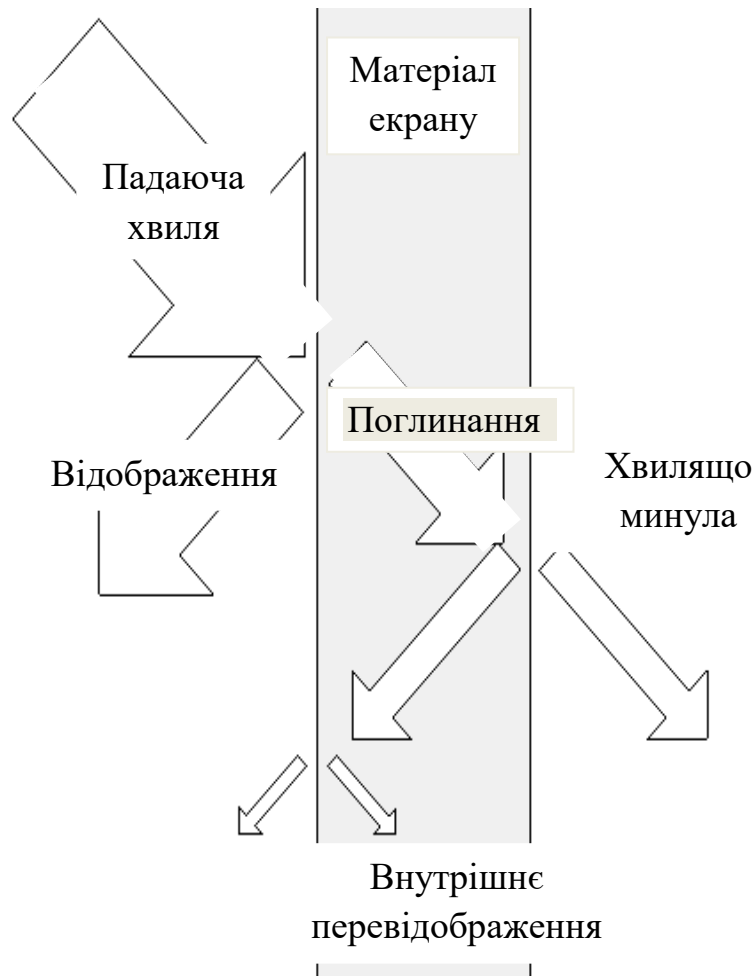 Матеріал
екрану
Падаюча
хвиля
Поглинання
Відображення
Хвилящо
минула
Внутрішнє
перевідображення